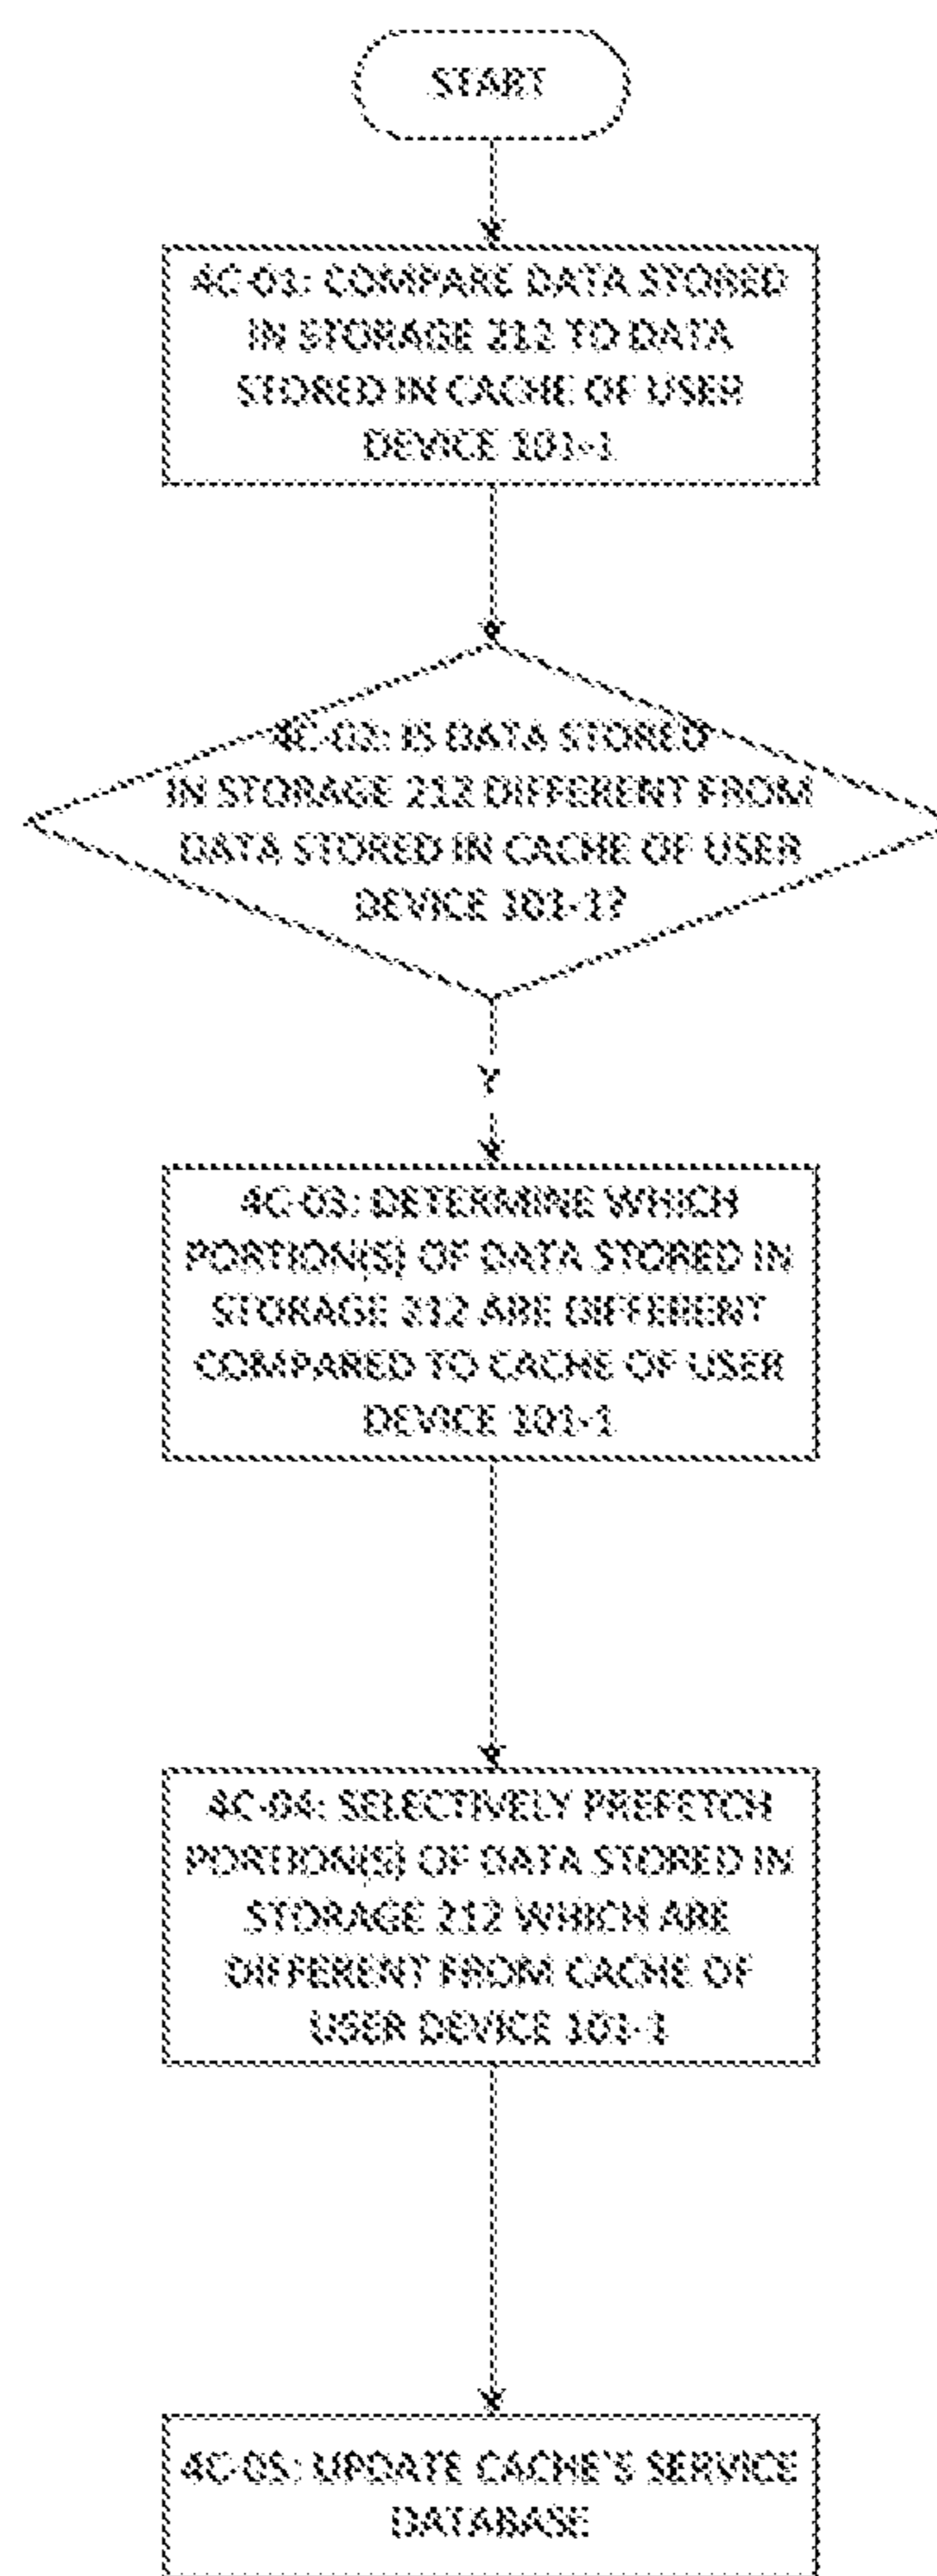 START
4C-01: COMPARE DATA STORED
IN STORAGE 212 TO DATA
STORED IN CACHE OF USER
DEVICE 101-1
4C-02: IS DATA STORED
IN STORAGE 212 DIFFERENT FROM
DATA STORED IN CACHE OF USER
DEVICE 101-1?
Y
4C-03: DETERMINE WHICH
PORTION(S) OF DATA STORED IN
STORAGE 212 ARE DIFFERENT
COMPARED TO CACHE OF USER
DEVICE 101-1
4C-04: SELECTIVELY PREFETCH
PORTION(S) OF DATA STORED IN
STORAGE 212 WHICH ARE
DIFFERENT FROM CACHE OF
USER DEVICE 101-1
4C-05: UPDATE CACHE'S SERVICE
DATABASE